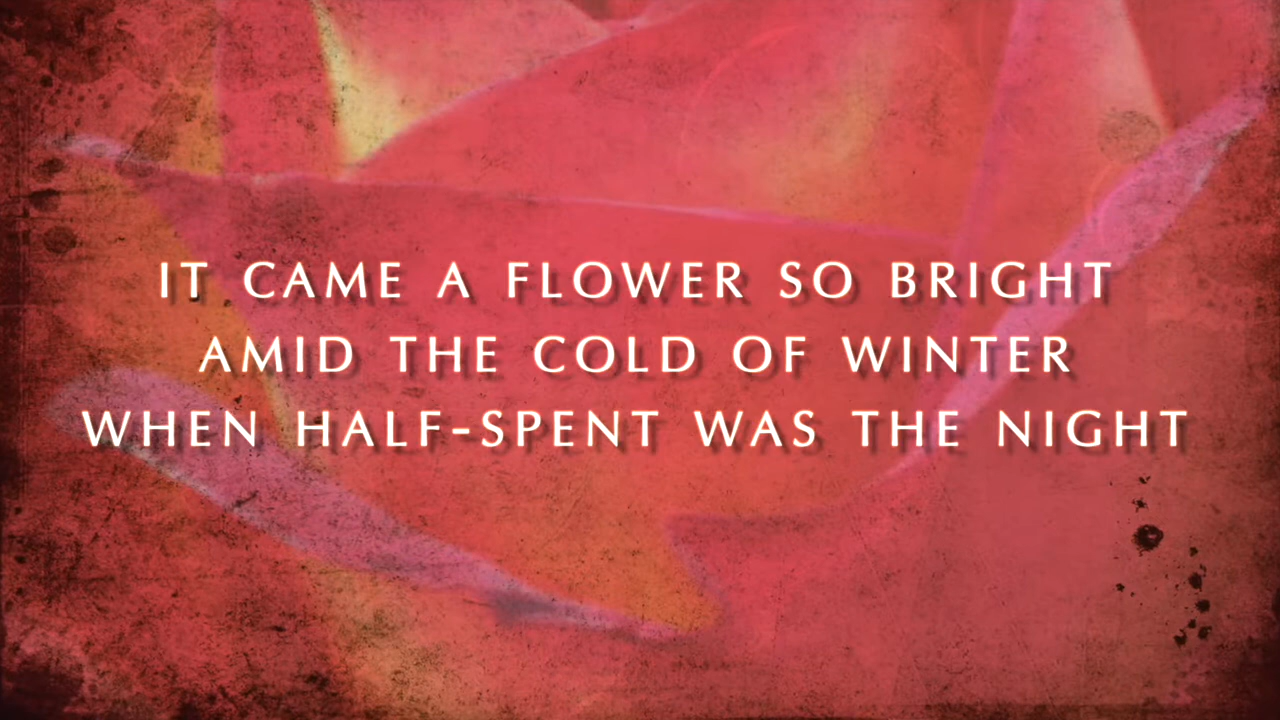 IT CAME A FLOWER SO BRIGHT
AMID THE COLD OF WINTER
WHEN HALF-SPENT WAS THE NIGHT